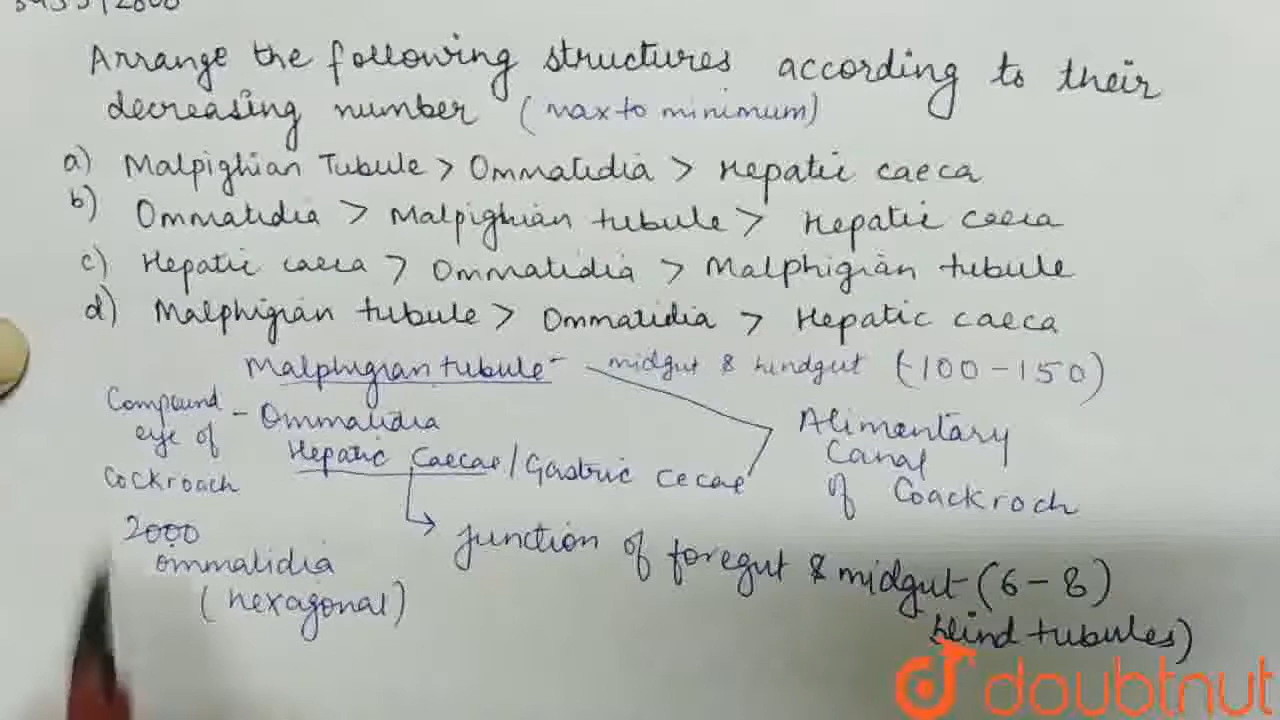 Arrange the following structures according to their
decreasing number (max to minimum)
a) Malpighian Tubule > Ommatidia > Hepatic caeca
b) Ommatidia > Malpighian tubule > Hepatic caeca
c) Hepatic caeca > Ommatidia > Malphigian tubule
d) Malphigian tubule > Ommatidia > Hepatic caeca
Malphigian tubule - midgut & hindgut (-100-150)
Compound eye of Cockroach - Ommatidia
Hepatic Caecae/Gastric Cecae
Alimentary
Canal
of Coackroch
2000
Ommatidia
(hexagonal)
Junction of foregut & midgut (6-8)
blind tubules)
doubtnut